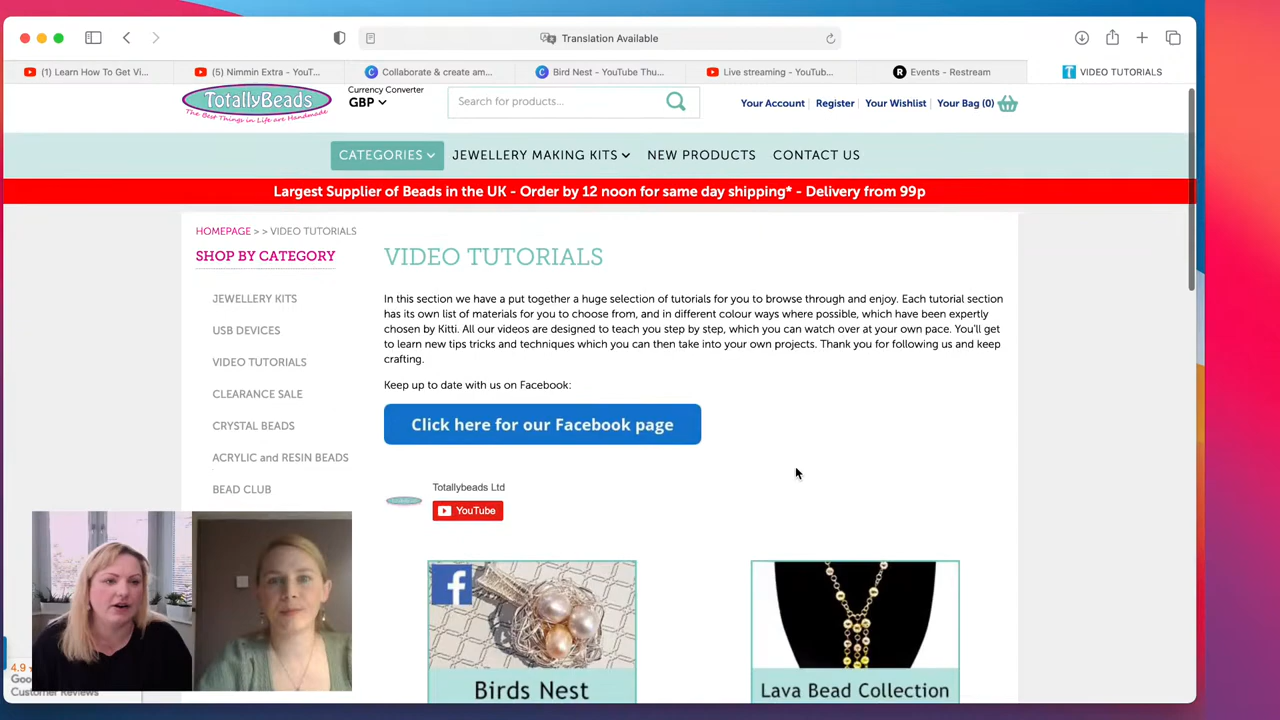 Translation Available
(1) Learn How To Get Vi...
(5) Nimmin Extra - YouT...
Collaborate & create am...
Bird Nest - YouTube Thu...
Live streaming - YouTub...
Events - Restream
VIDEO TUTORIALS
TotallyBeads
The Best Things in Life are Handmade
Currency Converter
GBP
Search for products...
Your Account
Register
Your Wishlist
Your Bag (0)
CATEGORIES
JEWELLERY MAKING KITS
NEW PRODUCTS
CONTACT US
Largest Supplier of Beads in the UK - Order by 12 noon for same day shipping* - Delivery from 99p
HOMEPAGE > > VIDEO TUTORIALS
SHOP BY CATEGORY
JEWELLERY KITS
USB DEVICES
VIDEO TUTORIALS
CLEARANCE SALE
CRYSTAL BEADS
ACRYLIC and RESIN BEADS
BEAD CLUB
VIDEO TUTORIALS
In this section we have a put together a huge selection of tutorials for you to browse through and enjoy. Each tutorial section
has its own list of materials for you to choose from, and in different colour ways where possible, which have been expertly
chosen by Kitti. All our videos are designed to teach you step by step, which you can watch over at your own pace. You'll get
to learn new tips tricks and techniques which you can then take into your own projects. Thank you for following us and keep
crafting.
Keep up to date with us on Facebook:
Click here for our Facebook page
Totallybeads Ltd
YouTube
Birds Nest
Lava Bead Collection
4.9
Customer Reviews